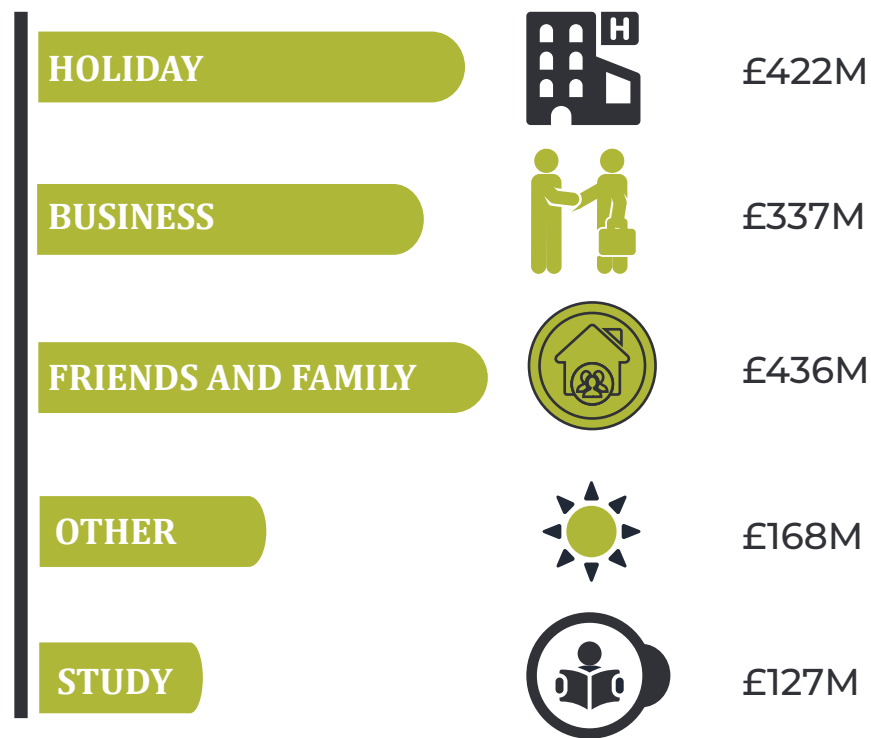 HOLIDAY H £422M
BUSINESS £337M
FRIENDS AND FAMILY £436M
OTHER £168M
STUDY £127M